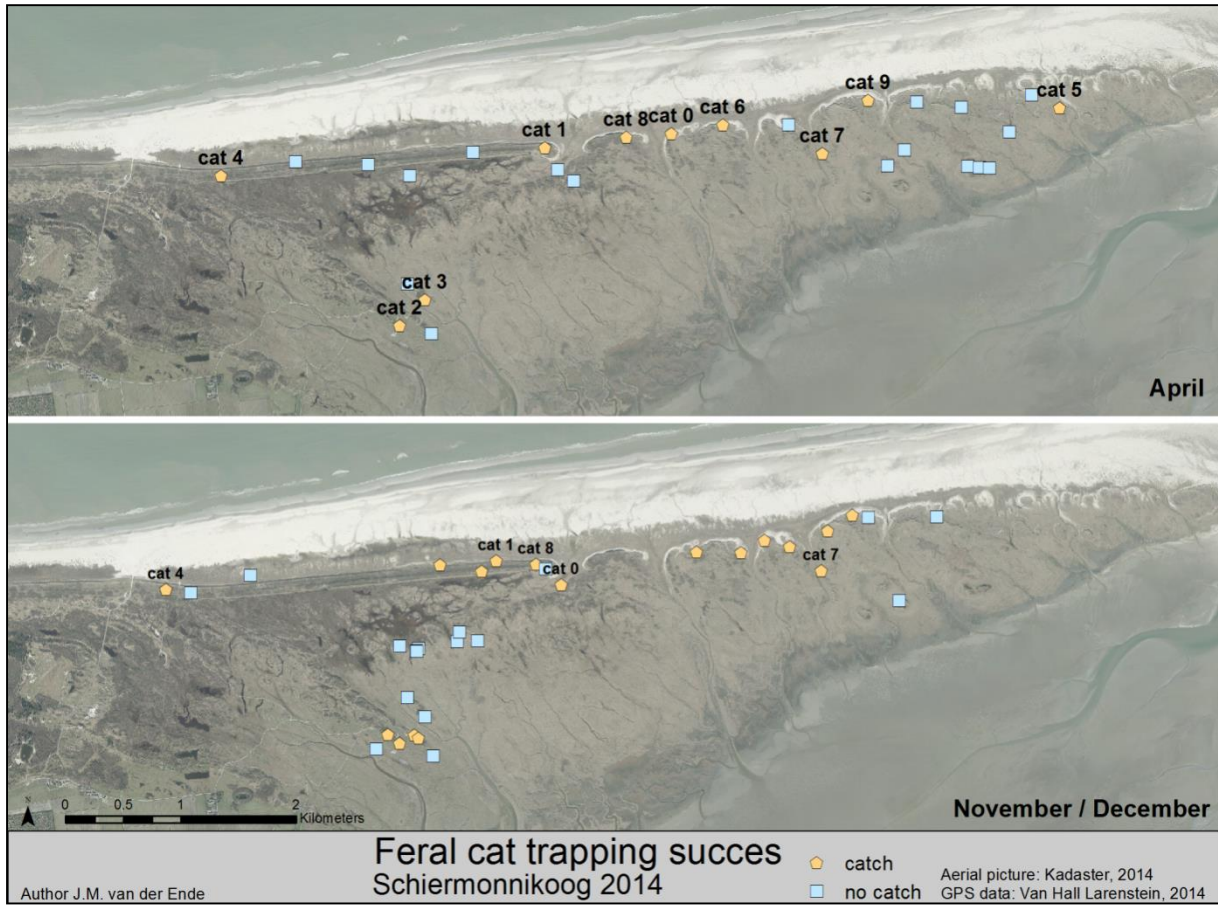 cat 9
cat 5
cat 6
cat 0
cat 8
cat 1
cat 7
cat 4
cat 3
cat 2
April
cat 1
cat 8
cat 7
cat 4
cat 0
N
0 0.5 1 2
Kilometers
November / December
Feral cat trapping succes
Schiermonnikoog 2014
Author J.M. van der Ende
catch
no catch
Aerial picture: Kadaster, 2014
GPS data: Van Hall Larenstein, 2014